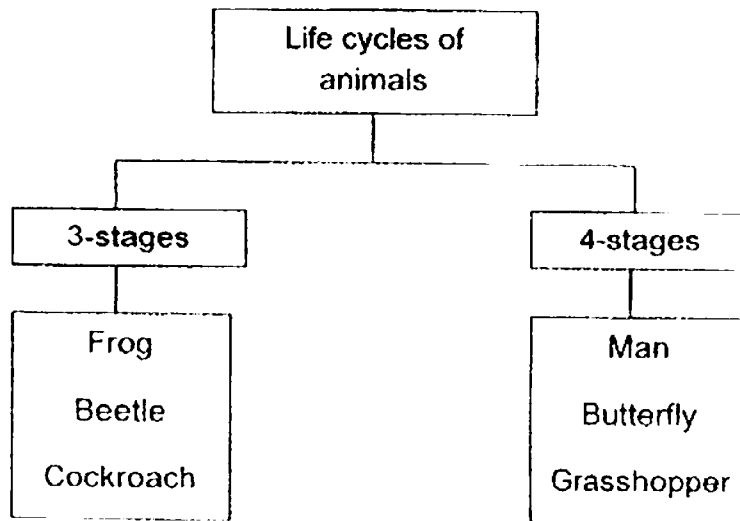 Life cycles of
animals
3-stages
4-stages
Frog
Beetle
Cockroach
Man
Butterfly
Grasshopper